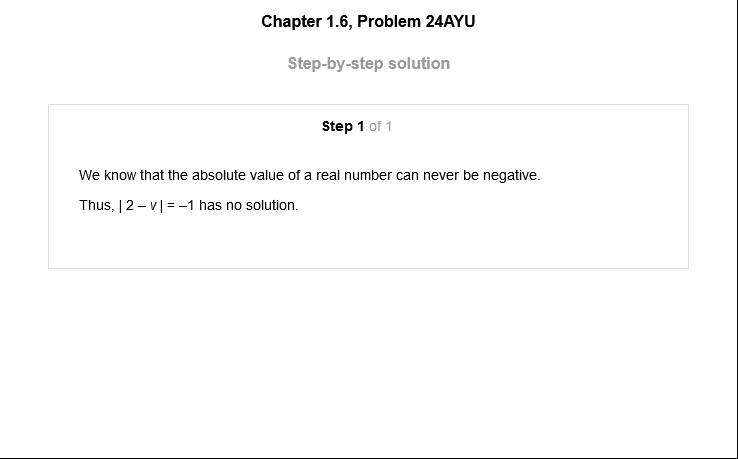 Chapter 1.6, Problem 24AYU
Step-by-step solution
Step 1 of 1
We know that the absolute value of a real number can never be negative.
Thus, | 2 – v | = –1 has no solution.